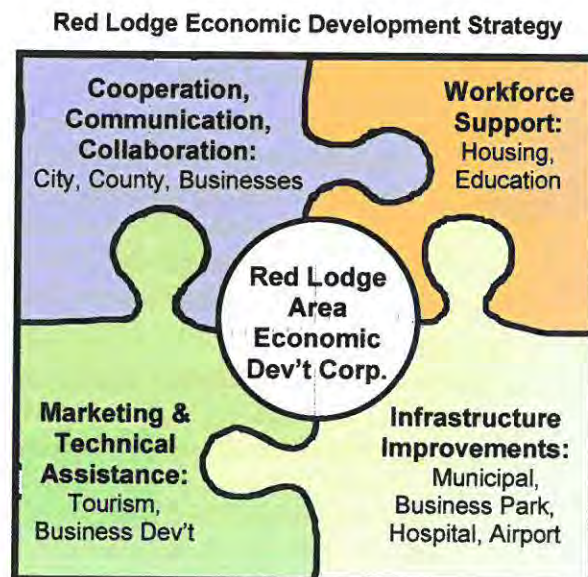 Red Lodge Economic Development Strategy
Cooperation,
Communication,
Collaboration:
City, County, Businesses
Workforce
Support:
Housing,
Education
Red Lodge
Area
Economic
Dev't Corp.
Marketing &
Technical
Assistance:
Tourism,
Business Dev't
Infrastructure
Improvements:
Municipal,
Business Park,
Hospital, Airport